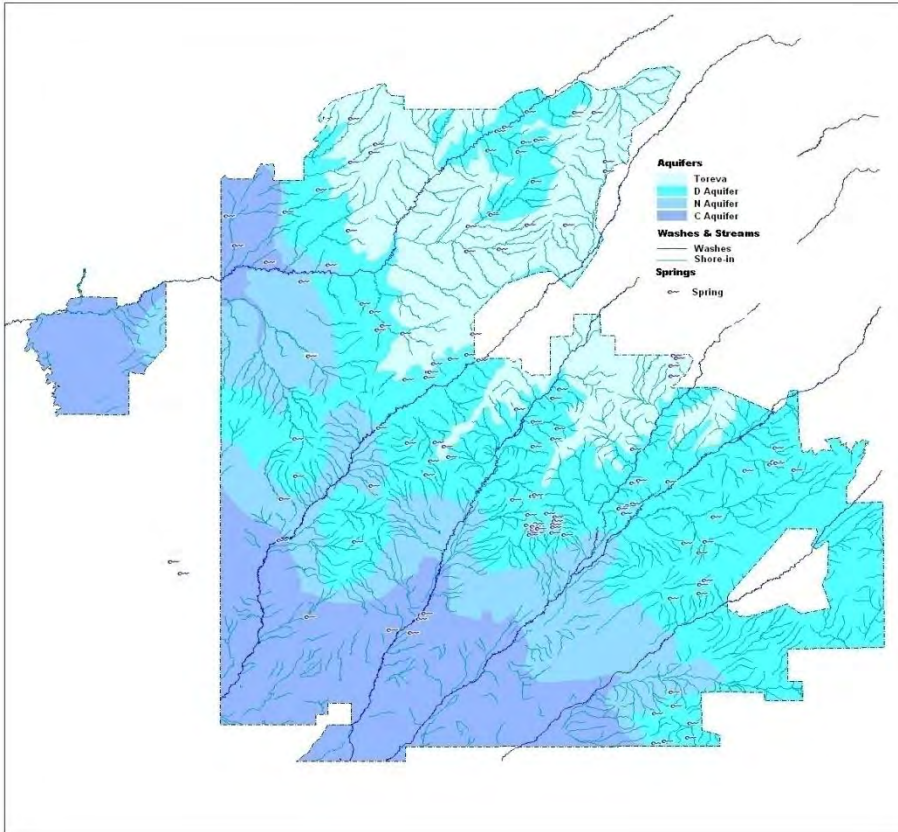 Aquifers
Toreva
D Aquifer
N Aquifer
C Aquifer
Washes & Streams
Washes
Shore-in
Springs
Spring